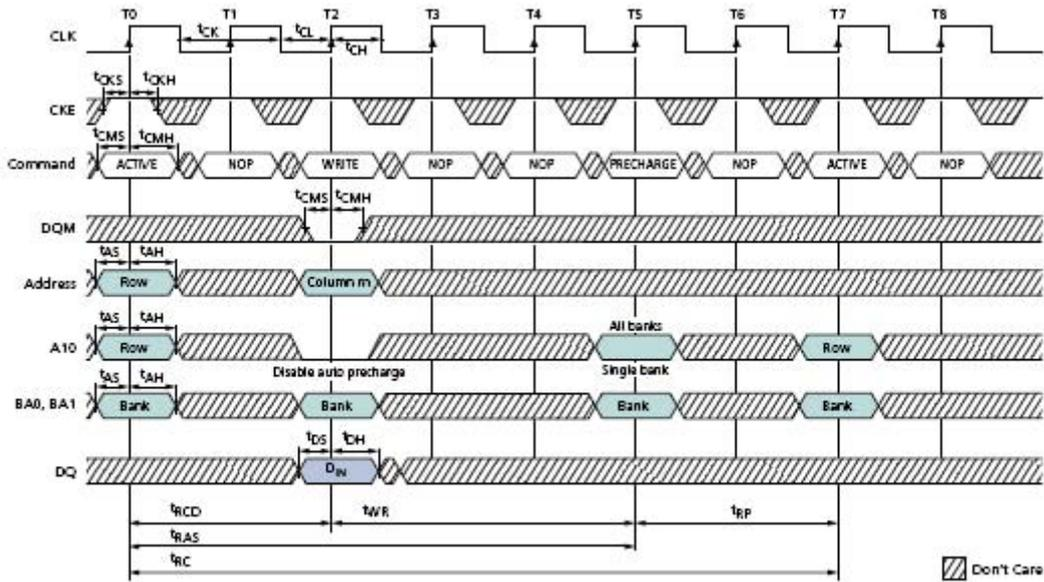 T0 T1 T2 T3 T4 T5 T6 T7 T8
CLK tCK tCL tCH
tCKS tCKH
CKE
tCMS tCMH
Command ACTIVE NOP WRITE NOP NOP PRECHARGE NOP ACTIVE NOP
tCMS tCMH
DQM
tAS tAH
Address Row Column m
tAS tAH
All banks
A10 Row Row
Disable auto precharge Single bank
tAS tAH
BA0, BA1 Bank Bank Bank Bank
tDS tDH
DQ DIN
tRCD tWR tRP
tRAS
tRC
Don't Care